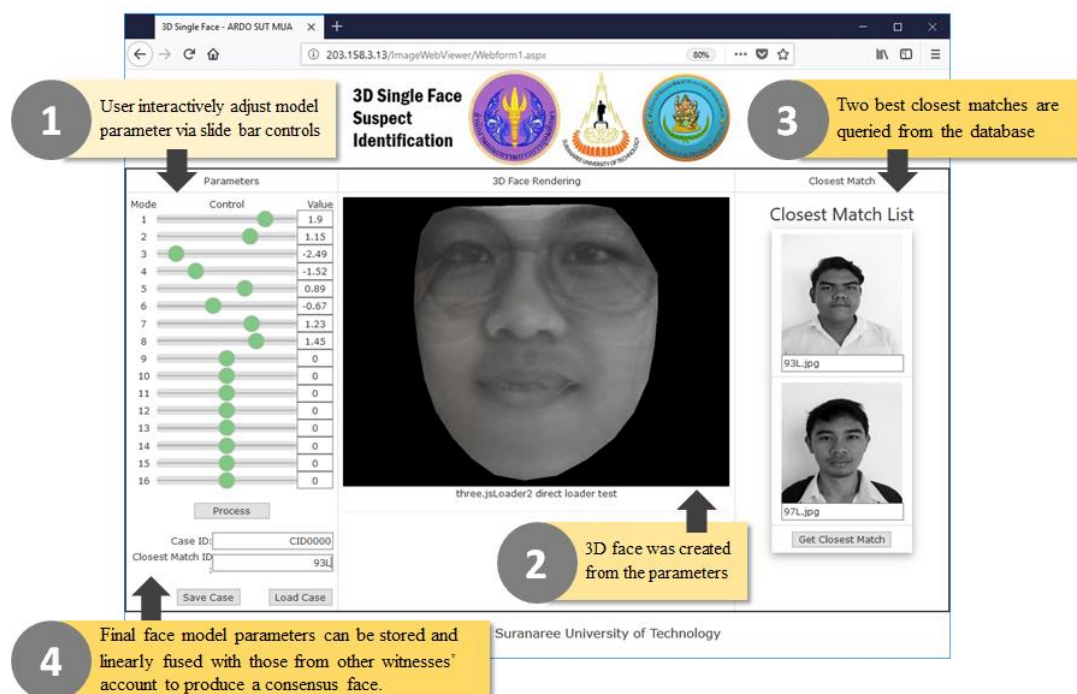 3D Single Face - ARDO SUT MUA
203.158.3.13/ImageWebViewer/Webform1.aspx
80%
1
User interactively adjust model
parameter via slide bar controls
3D Single Face
Suspect
Identification
SURANAREE UNIVERSITY OF TECHNOLOGY
3
Two best closest matches are
queried from the database
Parameters
3D Face Rendering
Closest Match
Mode Control Value
1 1.9
2 1.15
3 -2.49
4 -1.52
5 0.89
6 -0.67
7 1.23
8 1.45
9 0
10 0
11 0
12 0
13 0
14 0
15 0
16 0
Process
Case ID: CID0000
Closest Match ID
: 93L
Save Case Load Case
three.jsLoader2 direct loader test
Closest Match List
93L.jpg
97L.jpg
Get Closest Match
2
3D face was created
from the parameters
4
Final face model parameters can be stored and
linearly fused with those from other witnesses’
account to produce a consensus face.
Suranaree University of Technology